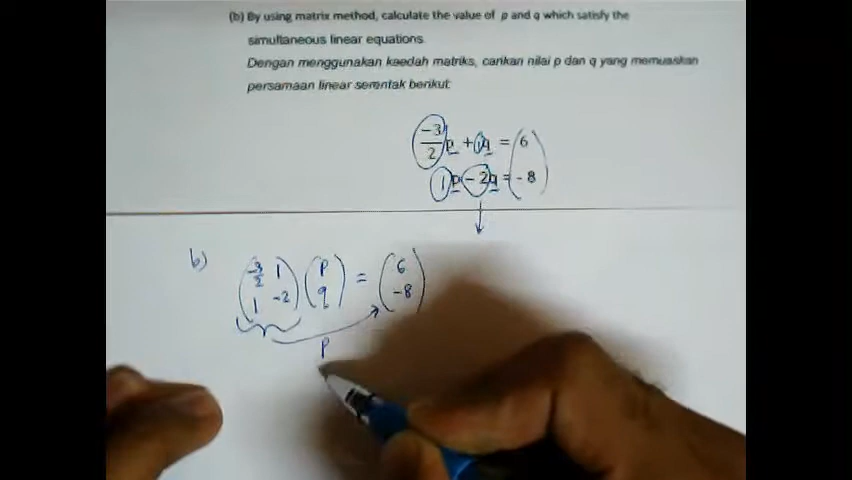 (b) By using matrix method, calculate the value of p and q which satisfy the
simultaneous linear equations.
Dengan menggunakan kaedah matriks, carikan nilai p dan q yang memuaskan
persamaan linear serentak berikut:
-3/2 p + 1q = 6
1p - 2q = -8
b) (-3/2 1) (p) = (6)
(1 -2) (q) (-8)
p